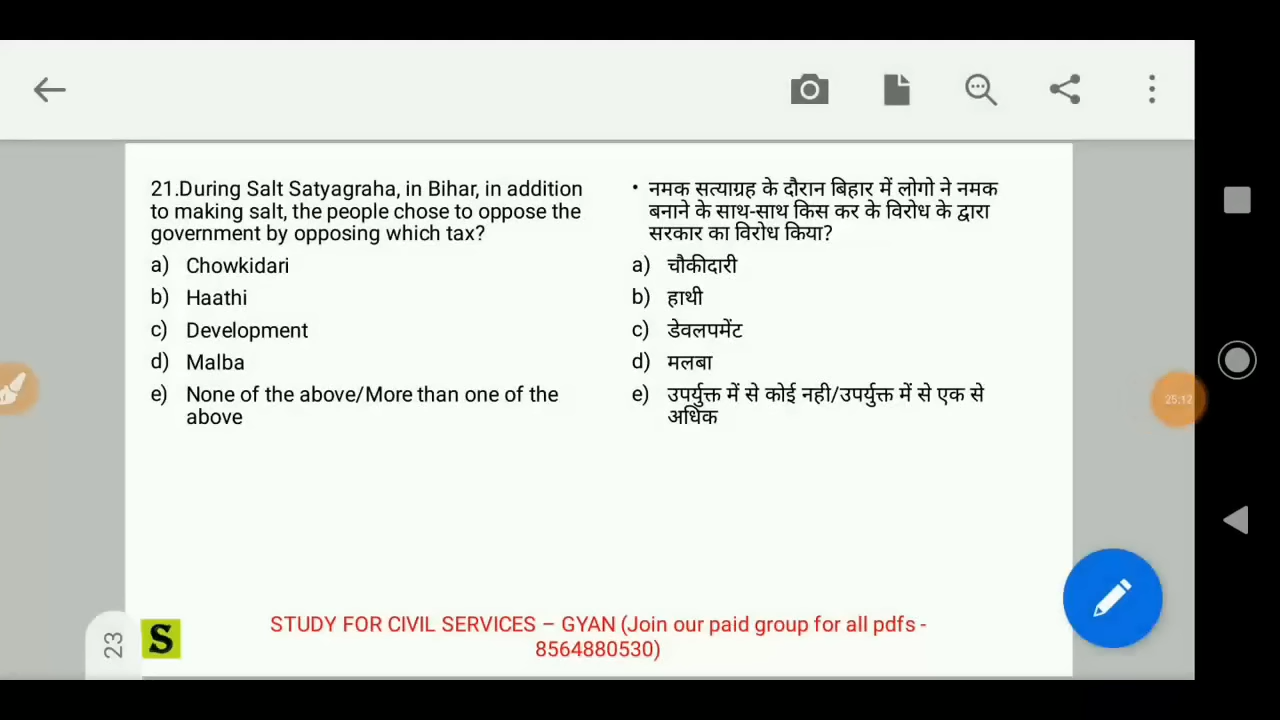 21.During Salt Satyagraha, in Bihar, in addition
to making salt, the people chose to oppose the
government by opposing which tax?
a) Chowkidari
b) Haathi
c) Development
d) Malba
e) None of the above/More than one of the
above
• नमक सत्याग्रह के दौरान बिहार में लोगो ने नमक
बनाने के साथ-साथ किस कर के विरोध के द्वारा
सरकार का विरोध किया?
a) चौकीदारी
b) हाथी
c) डेवलपमेंट
d) मलबा
e) उपर्युक्त में से कोई नही/उपर्युक्त में से एक से
अधिक
25:12
23
S
STUDY FOR CIVIL SERVICES – GYAN (Join our paid group for all pdfs -
8564880530)